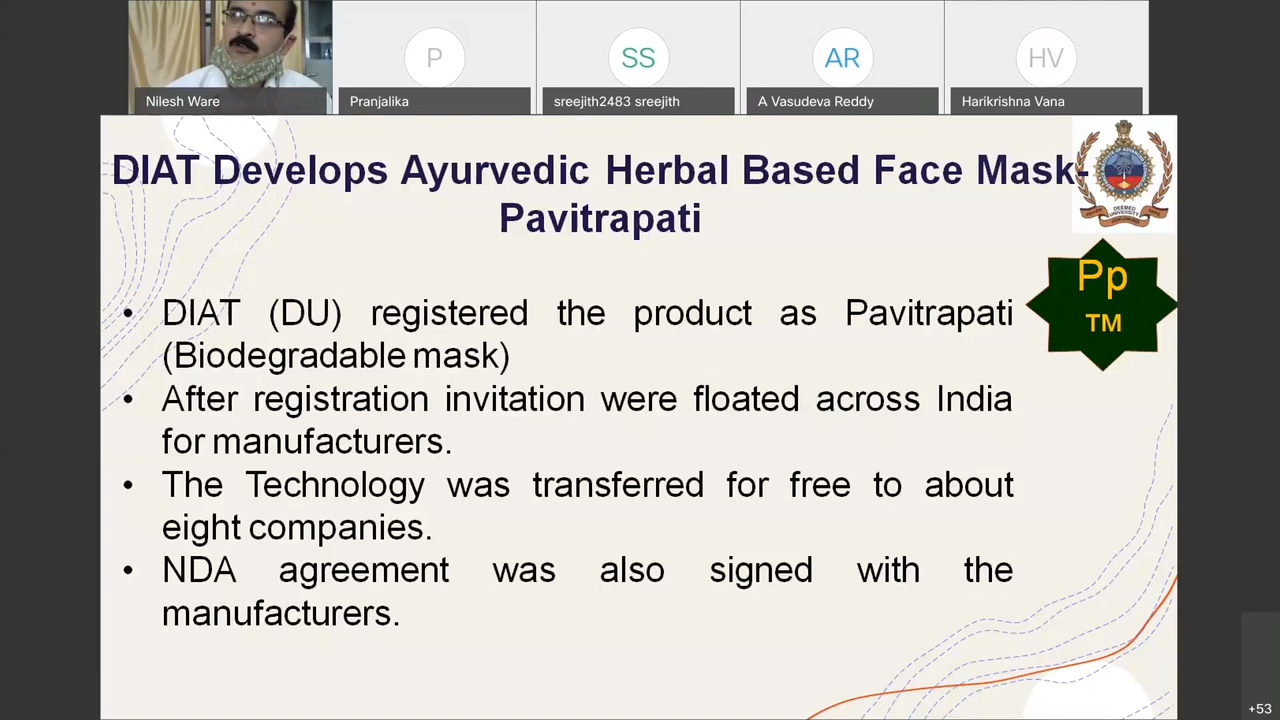 Nilesh Ware
P
Pranjalika
SS
sreejith2483 sreejith
AR
A Vasudeva Reddy
HV
Harikrishna Vana
DIAT Develops Ayurvedic Herbal Based Face Mask-
Pavitrapati
DEEMED
UNIVERSITY
Pp
TM
• DIAT (DU) registered the product as Pavitrapati
(Biodegradable mask)
• After registration invitation were floated across India
for manufacturers.
• The Technology was transferred for free to about
eight companies.
• NDA agreement was also signed with the
manufacturers.
+53